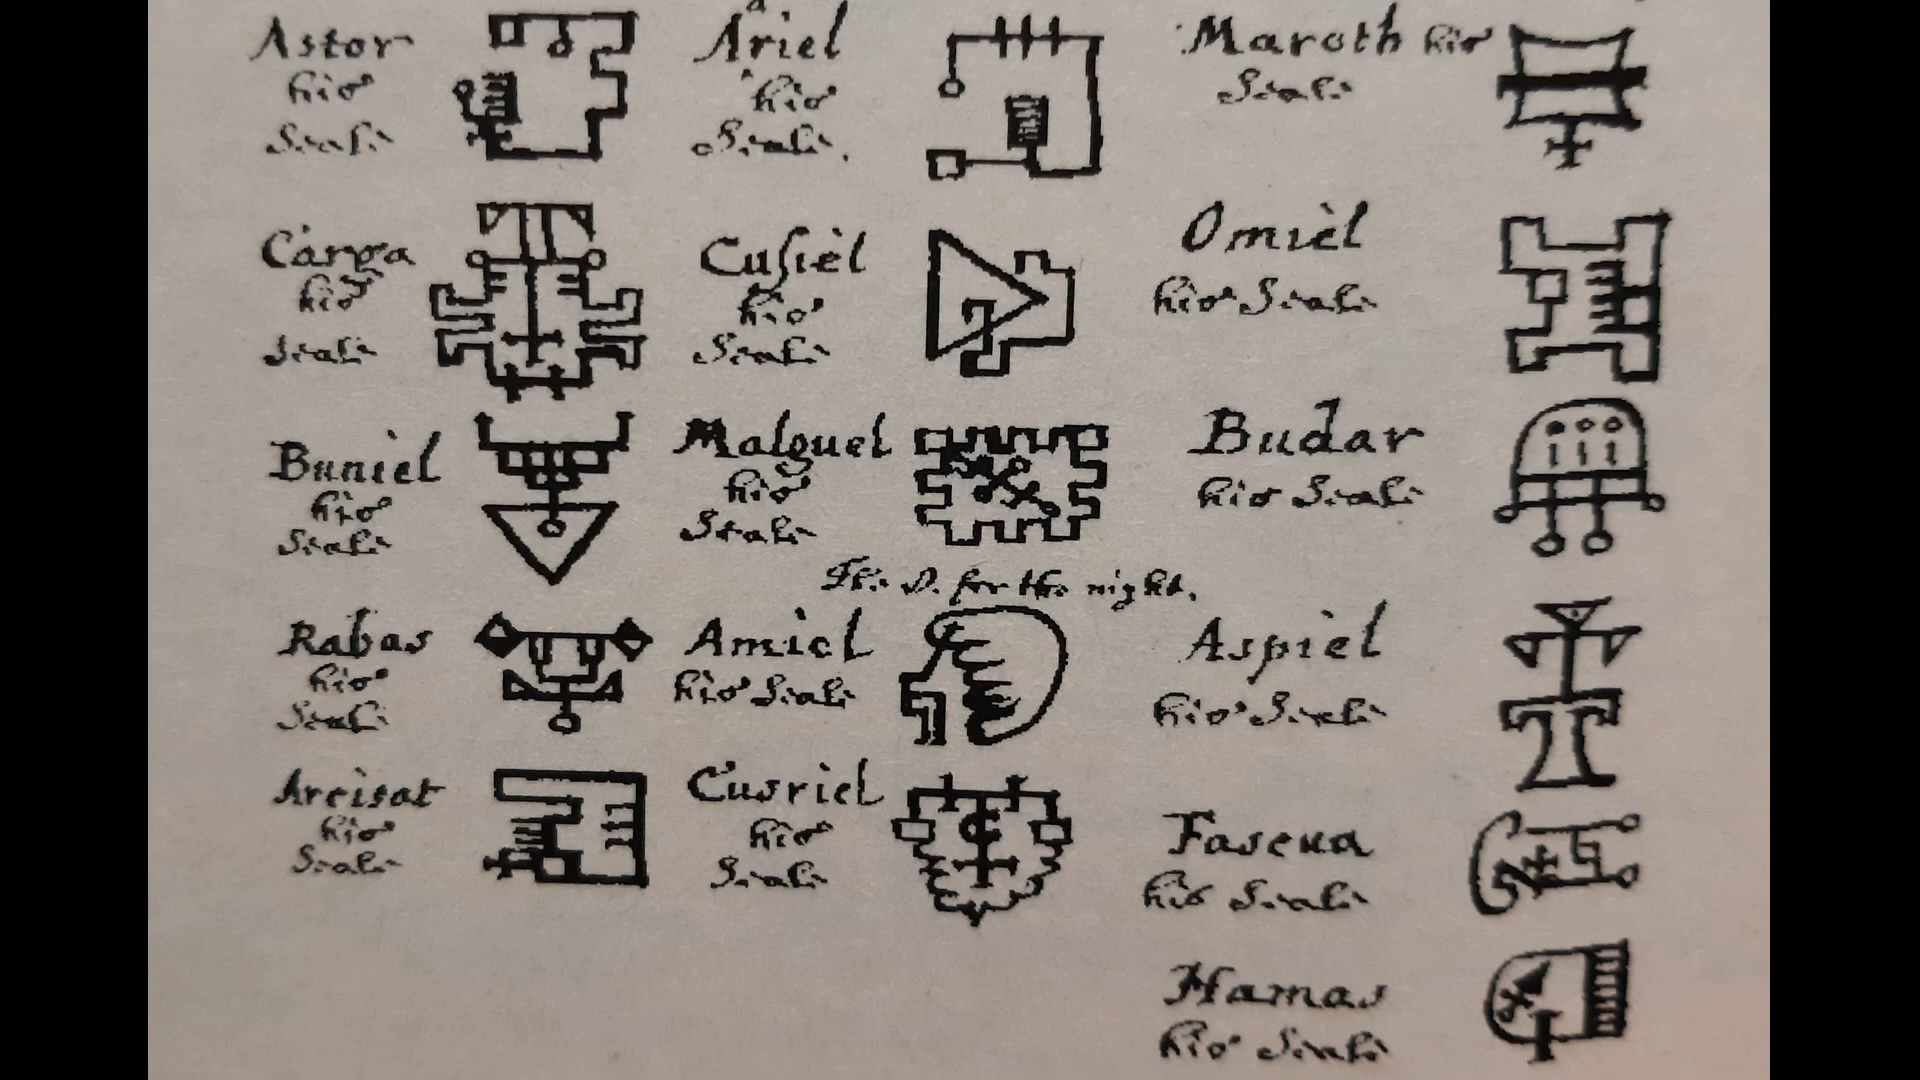 Astor
his
Seale
Ariel
his
Seale.
Maroth his
Seale
Carga
his
Seale
Cusiel
his
Seale
Omiel
his Seale
Buniel
his
Seale
Malguel
his
Seale
Budar
his Seale
The D. for the night.
Rabas
his
Seale
Amiel
his Seale
Aspiel
his Seale
Arcisat
his
Seale
Cusriel
his
Seale
Faseua
his Seale
Hamas
his Seale